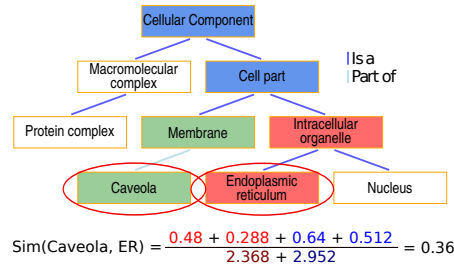 Cellular Component
Is a
Part of
Macromolecular
complex
Cell part
Protein complex
Membrane
Intracellular
organelle
Caveola
Endoplasmic
reticulum
Nucleus
0.48 + 0.288 + 0.64 + 0.512
Sim(Caveola, ER) = = 0.36
2.368 + 2.952